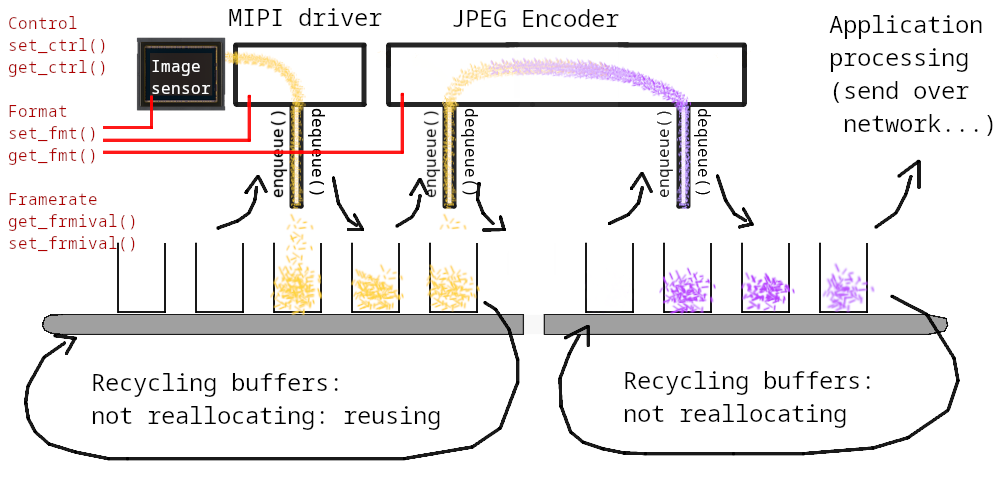 Control
set_ctrl()
get_ctrl()
Format
set_fmt()
get_fmt()
Framerate
get_frmival()
set_frmival()
Image
sensor
MIPI driver
JPEG Encoder
Application
processing
(send over
network...)
enqueue()
dequeue()
enqueue()
dequeue()
enqueue()
dequeue()
Recycling buffers:
not reallocating: reusing
Recycling buffers:
not reallocating